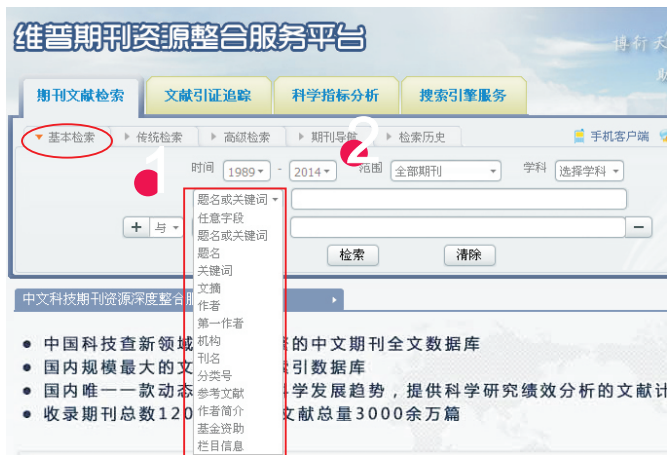 维普期刊资源整合服务平台
博行天
期刊文献检索 文献引证追踪 科学指标分析 搜索引擎服务
基本检索 传统检索 高级检索 期刊导航 检索历史 手机客户端
1 2
时间 1989 - 2014 范围 全部期刊 学科 选择学科
题名或关键词
+ 与 −
任意字段
题名或关键词
题名
检索 清除
关键词
文摘
中文科技期刊资源深度整合服
作者
第一作者
中国科技查新领域 的中文期刊全文数据库
机构
国内规模最大的文 索引数据库
刊名
分类号
国内唯一一款动态 学发展趋势，提供科学研究绩效分析的文献计
参考文献
收录期刊总数120 文献总量3000余万篇
作者简介
基金资助
栏目信息